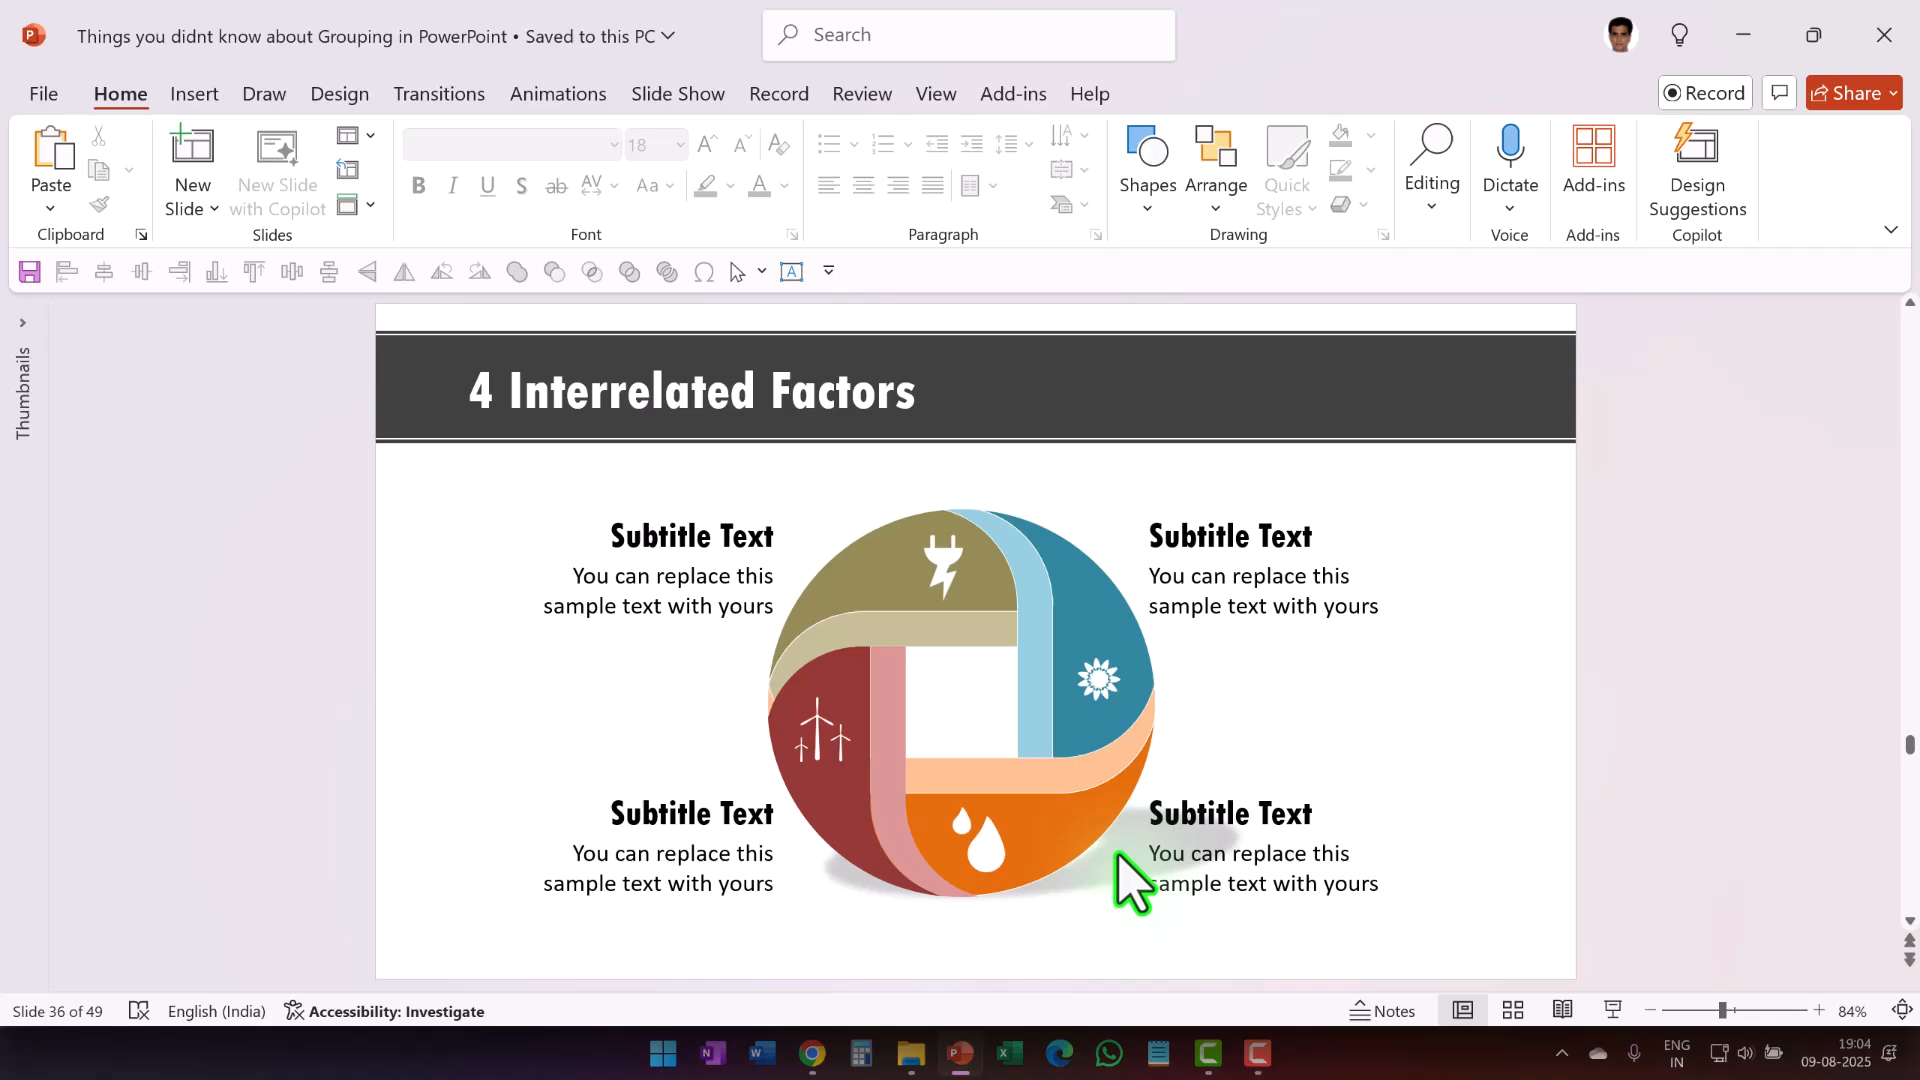 Things you didnt know about Grouping in PowerPoint • Saved to this PC
Search
File Home Insert Draw Design Transitions Animations Slide Show Record Review View Add-ins Help
Record
Share
Paste
Clipboard
New
Slide
New Slide
with Copilot
Slides
18
Font
Paragraph
Shapes
Arrange
Quick
Styles
Drawing
Editing
Dictate
Voice
Add-ins
Add-ins
Design
Suggestions
Copilot
Thumbnails
4 Interrelated Factors
Subtitle Text
You can replace this
sample text with yours
Subtitle Text
You can replace this
sample text with yours
Subtitle Text
You can replace this
sample text with yours
Subtitle Text
You can replace this
sample text with yours
Slide 36 of 49
English (India)
Accessibility: Investigate
Notes
84%
ENG
IN
19:04
09-08-2025